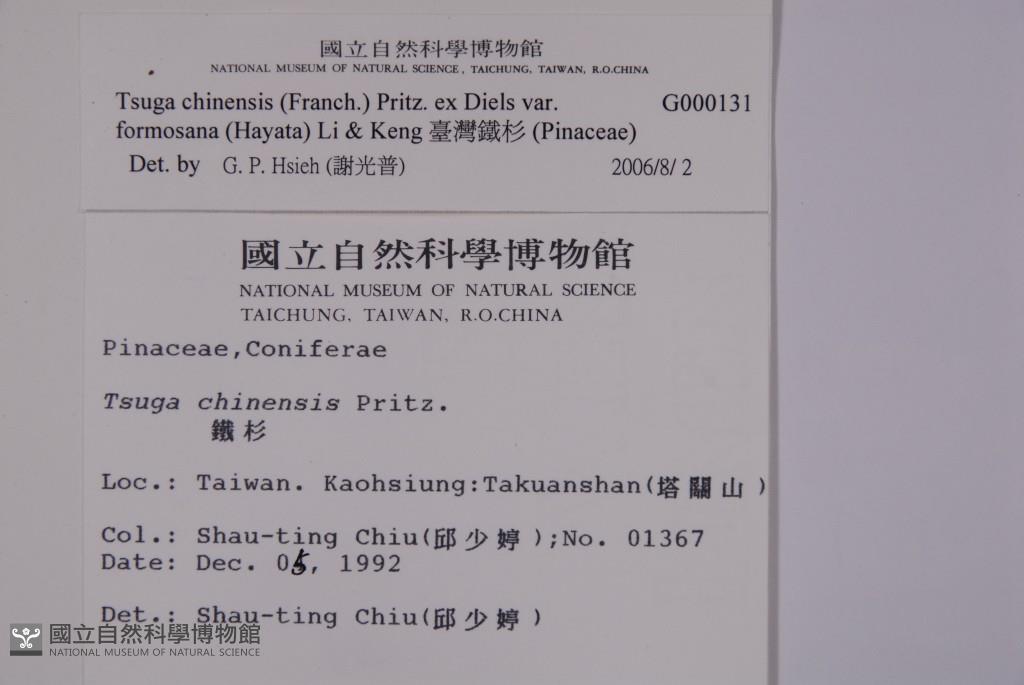 國立自然科學博物館
NATIONAL MUSEUM OF NATURAL SCIENCE, TAICHUNG, TAIWAN, R.O.CHINA
Tsuga chinensis (Franch.) Pritz. ex Diels var. G000131
formosana (Hayata) Li & Keng 臺灣鐵杉 (Pinaceae)
Det. by G. P. Hsieh (謝光普) 2006/8/ 2
國立自然科學博物館
NATIONAL MUSEUM OF NATURAL SCIENCE
TAICHUNG, TAIWAN, R.O.CHINA
Pinaceae,Coniferae
Tsuga chinensis Pritz.
鐵杉
Loc.: Taiwan. Kaohsiung:Takuanshan(塔關山)
Col.: Shau-ting Chiu(邱少婷);No. 01367
Date: Dec. 05, 1992
Det.: Shau-ting Chiu(邱少婷)
國立自然科學博物館
NATIONAL MUSEUM OF NATURAL SCIENCE